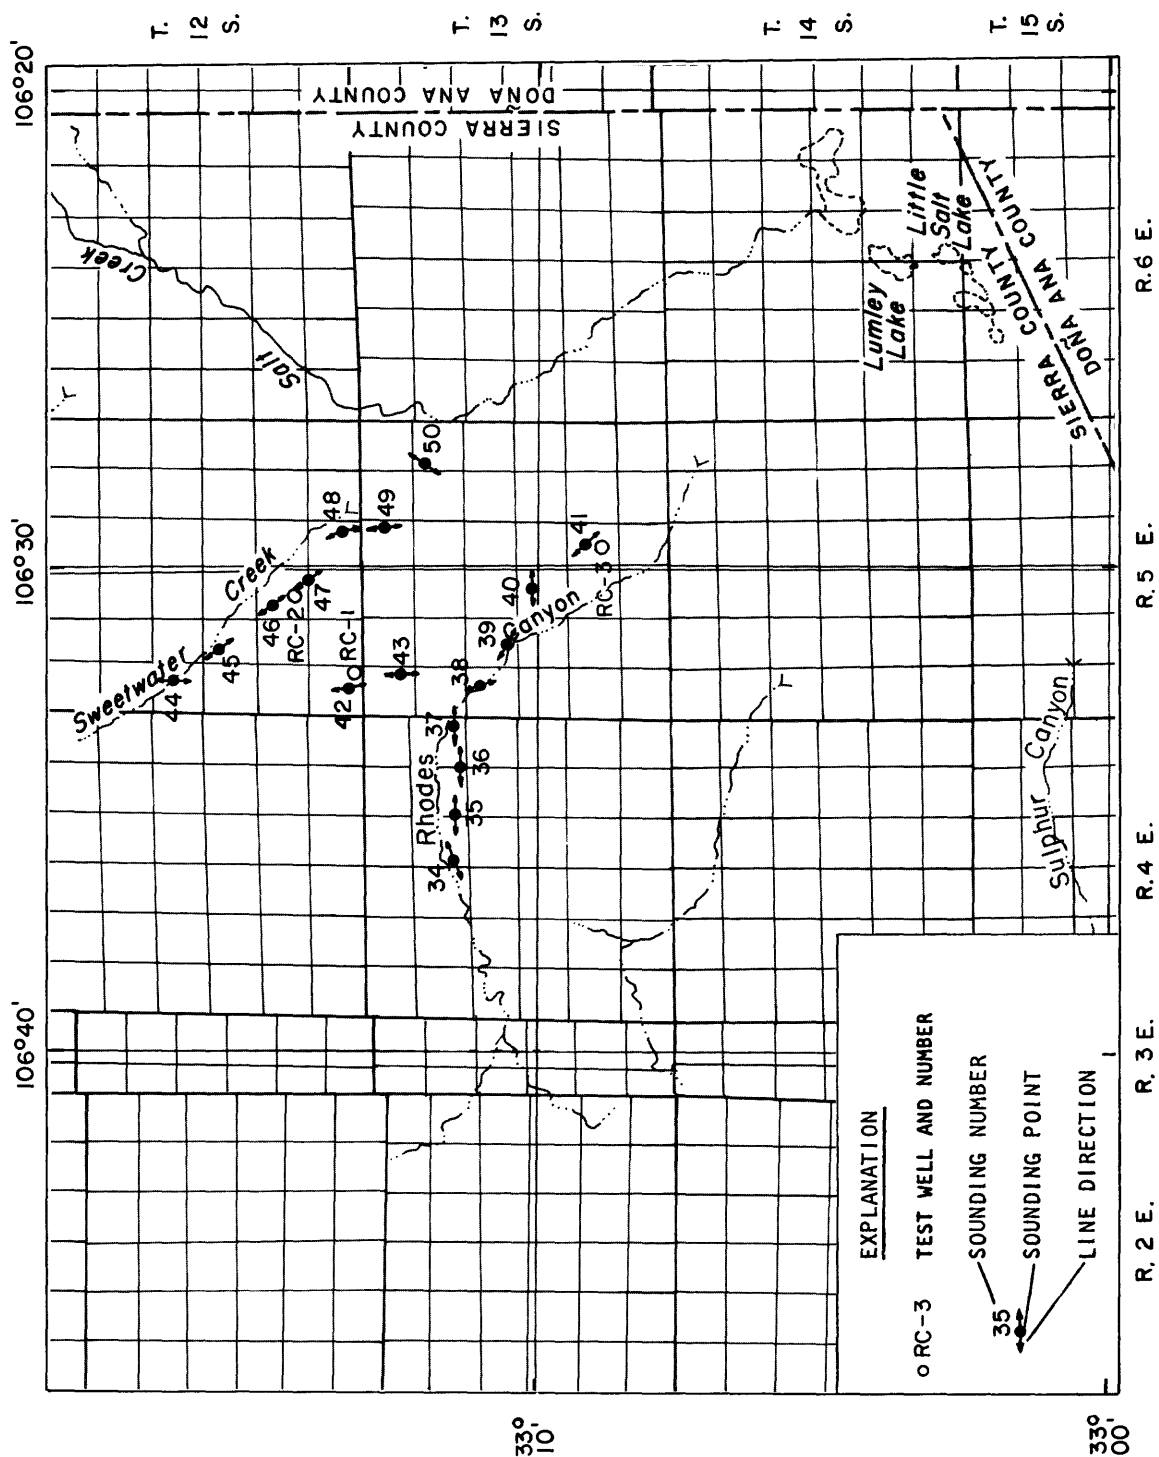 106°40'
106°30'
106°20'
T. 12 S.
T. 13 S.
T. 14 S.
T. 15 S.
33° 10'
33° 00'
R. 2 E.
R. 3 E.
R. 4 E.
R. 5 E.
R. 6 E.
Sweetwater
Creek
Salt
Creek
SIERRA COUNTY
DOÑA ANA COUNTY
44
45
46
RC-2
47
48
49
50
42
RC-1
43
34
35
36
37
38
39
40
41
RC-3
Rhodes
Canyon
Lumley
Lake
Little
Salt
Lake
SIERRA COUNTY
DOÑA ANA COUNTY
Sulphur Canyon
EXPLANATION
RC-3 TEST WELL AND NUMBER
35
SOUNDING NUMBER
SOUNDING POINT
LINE DIRECTION